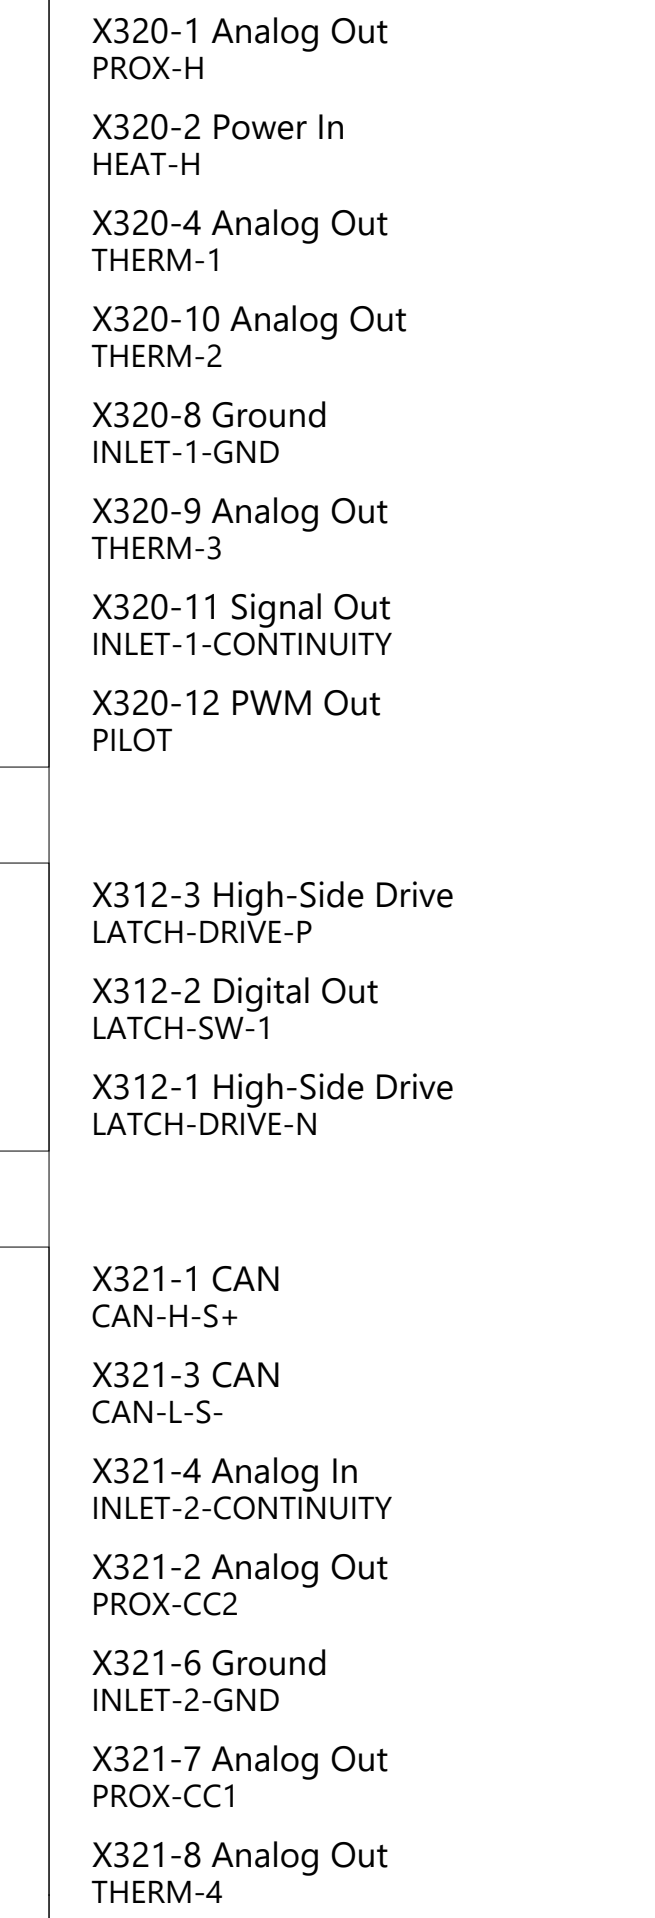 X320-1 Analog Out
PROX-H
X320-2 Power In
HEAT-H
X320-4 Analog Out
THERM-1
X320-10 Analog Out
THERM-2
X320-8 Ground
INLET-1-GND
X320-9 Analog Out
THERM-3
X320-11 Signal Out
INLET-1-CONTINUITY
X320-12 PWM Out
PILOT
X312-3 High-Side Drive
LATCH-DRIVE-P
X312-2 Digital Out
LATCH-SW-1
X312-1 High-Side Drive
LATCH-DRIVE-N
X321-1 CAN
CAN-H-S+
X321-3 CAN
CAN-L-S-
X321-4 Analog In
INLET-2-CONTINUITY
X321-2 Analog Out
PROX-CC2
X321-6 Ground
INLET-2-GND
X321-7 Analog Out
PROX-CC1
X321-8 Analog Out
THERM-4